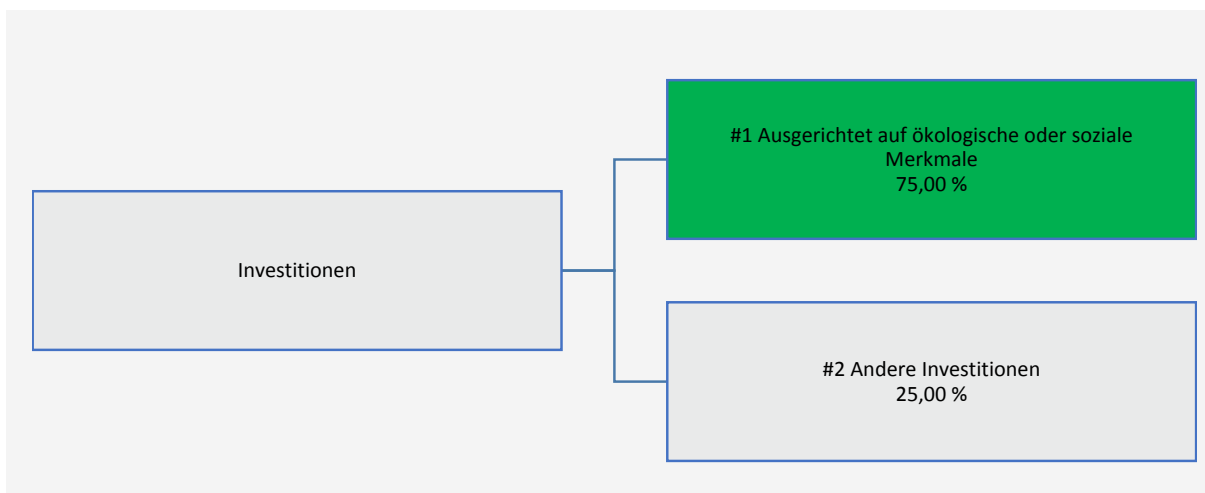 Investitionen
#1 Ausgerichtet auf ökologische oder soziale
Merkmale
75,00 %
#2 Andere Investitionen
25,00 %